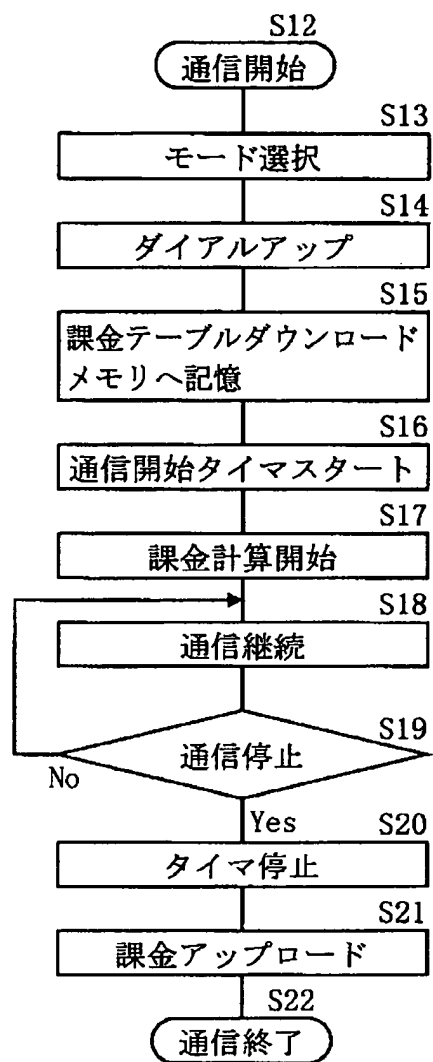 S12
通信開始
S13
モード選択
S14
ダイアルアップ
S15
課金テーブルダウンロード
メモリへ記憶
S16
通信開始タイマスタート
S17
課金計算開始
S18
通信継続
S19
通信停止
No
Yes
S20
タイマ停止
S21
課金アップロード
S22
通信終了